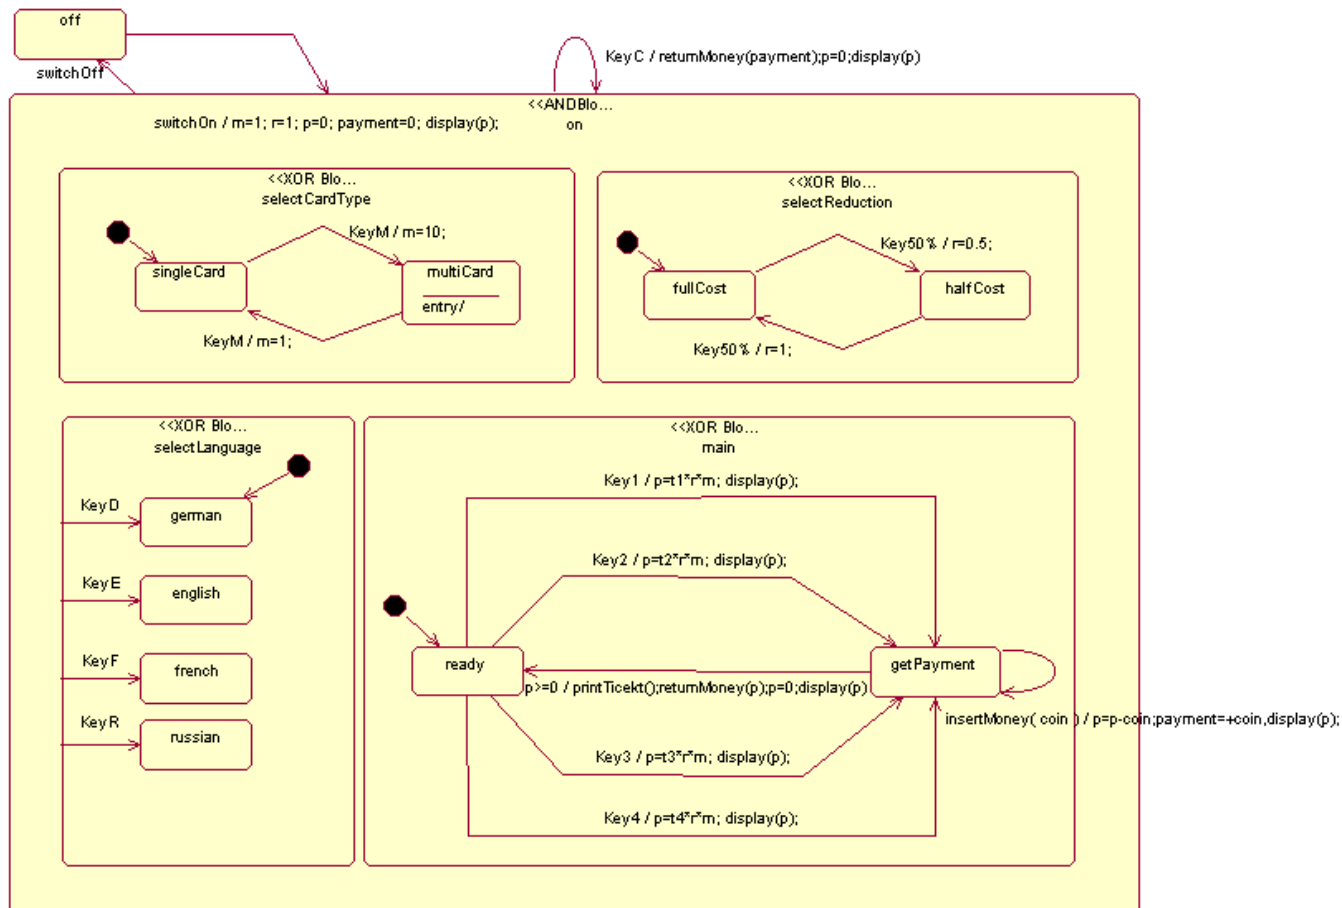 off
switchOff
KeyC / returnMoney(payment);p=0;display(p)
<<ANDBlo...
on
switchOn / m=1; r=1; p=0; payment=0; display(p);
<<XOR Blo...
selectCardType
KeyM / m=10;
singleCard
multiCard
entry/
KeyM / m=1;
<<XOR Blo...
selectReduction
Key50% / r=0.5;
fullCost
halfCost
Key50% / r=1;
<<XOR Blo...
selectLanguage
KeyD
german
KeyE
english
KeyF
french
KeyR
russian
<<XOR Blo...
main
Key1 / p=t1*r*m; display(p);
Key2 / p=t2*r*m; display(p);
ready
getPayment
p>=0 / printTicekt();returnMoney(p);p=0;display(p)
insertMoney( coin ) / p=p-coin;payment=+coin,display(p);
Key3 / p=t3*r*m; display(p);
Key4 / p=t4*r*m; display(p);